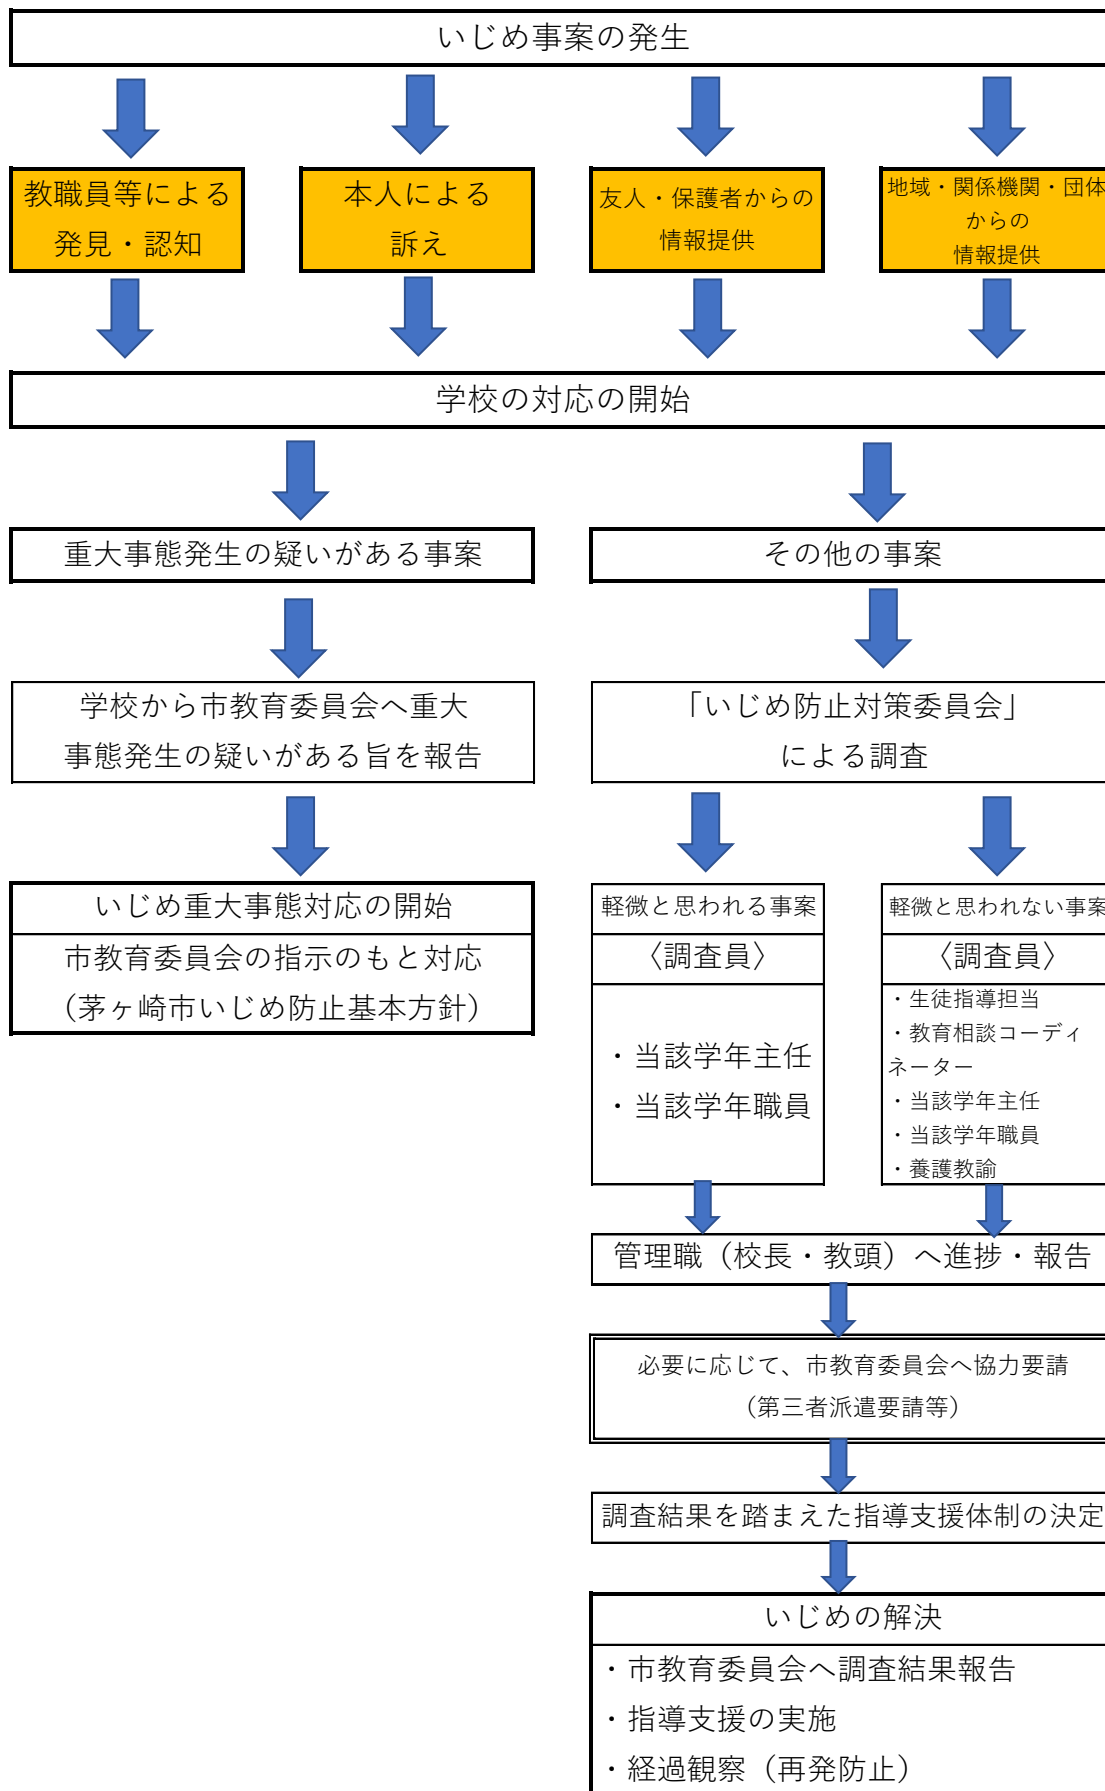 いじめ事案の発生
教職員等による
発見・認知
本人による
訴え
友人・保護者からの
情報提供
地域・関係機関・団体
からの
情報提供
学校の対応の開始
重大事態発生の疑いがある事案
その他の事案
学校から市教育委員会へ重大
事態発生の疑いがある旨を報告
「いじめ防止対策委員会」
による調査
いじめ重大事態対応の開始
市教育委員会の指示のもと対応
（茅ヶ崎市いじめ防止基本方針）
軽微と思われる事案
〈調査員〉
・当該学年主任
・当該学年職員
軽微と思われない事案
〈調査員〉
・生徒指導担当
・教育相談コーディ
ネーター
・当該学年主任
・当該学年職員
・養護教諭
管理職（校長・教頭）へ進捗・報告
必要に応じて、市教育委員会へ協力要請
（第三者派遣要請等）
調査結果を踏まえた指導支援体制の決定
いじめの解決
・市教育委員会へ調査結果報告
・指導支援の実施
・経過観察（再発防止）